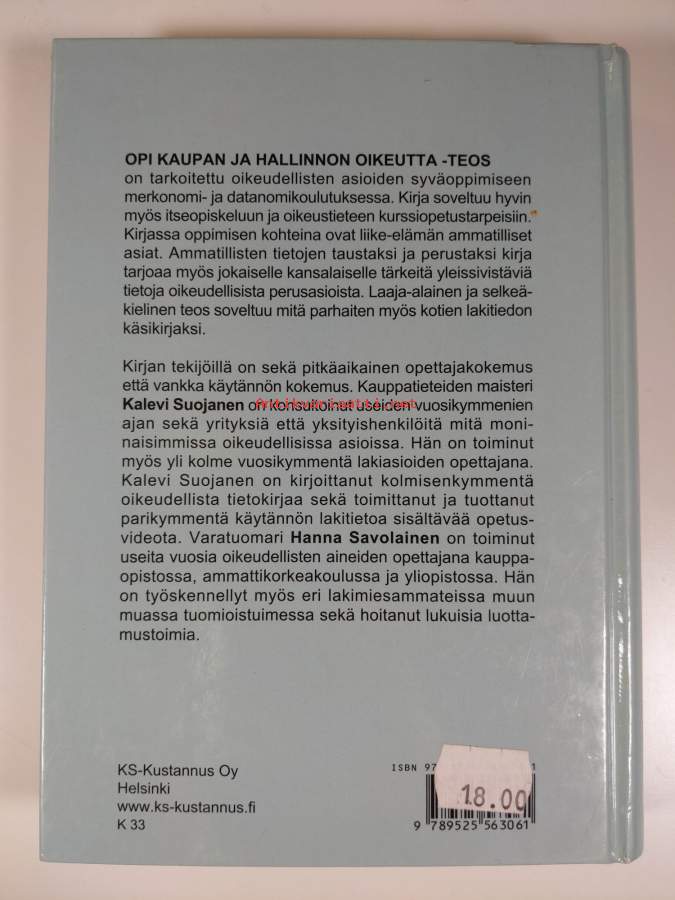 OPI KAUPAN JA HALLINNON OIKEUTTA -TEOS
on tarkoitettu oikeudellisten asioiden syväoppimiseen
merkonomi- ja datanomikoulutuksessa. Kirja soveltuu hyvin
myös itseopiskeluun ja oikeustieteen kurssiopetustarpeisiin.
Kirjassa oppimisen kohteina ovat liike-elämän ammatilliset
asiat. Ammatillisten tietojen taustaksi ja perustaksi kirja
tarjoaa myös jokaiselle kansalaiselle tärkeitä yleissivistäviä
tietoja oikeudellisista perusasioista. Laaja-alainen ja selkeä-
kielinen teos soveltuu mitä parhaiten myös kotien lakitiedon
käsikirjaksi.
Kirjan tekijöillä on sekä pitkäaikainen opettajakokemus
että vankka käytännön kokemus. Kauppatieteiden maisteri
Kalevi Suojanen on konsultoinut useiden vuosikymmenien
ajan sekä yrityksiä että yksityishenkilöitä mitä moni-
naisimmissa oikeudellisissa asioissa. Hän on toiminut
myös yli kolme vuosikymmentä lakiasioiden opettajana.
Kalevi Suojanen on kirjoittanut kolmisenkymmentä
oikeudellista tietokirjaa sekä toimittanut ja tuottanut
parikymmentä käytännön lakitietoa sisältävää opetus-
videota. Varatuomari Hanna Savolainen on toiminut
useita vuosia oikeudellisten aineiden opettajana kauppa-
opistossa, ammattikorkeakoulussa ja yliopistossa. Hän
on työskennellyt myös eri lakimiesammateissa muun
muassa tuomioistuimessa sekä hoitanut lukuisia luotta-
mustoimia.
Antikvariaatti.net
KS-Kustannus Oy
Helsinki
www.ks-kustannus.fi
K 33
ISBN 97 1
18.00
9 789525 563061